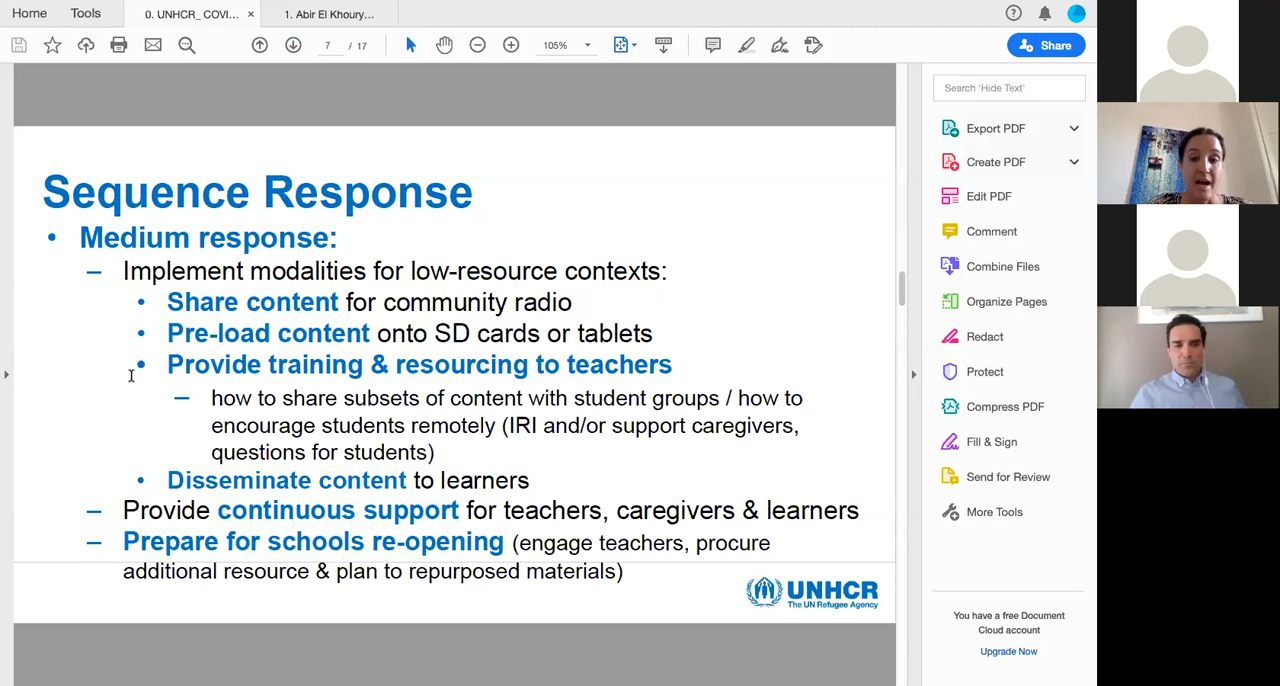 Home Tools 0. UNHCR_ COVI... × 1. Abir El Khoury...
7 / 17 105% Share
Sequence Response
• Medium response:
– Implement modalities for low-resource contexts:
• Share content for community radio
• Pre-load content onto SD cards or tablets
• Provide training & resourcing to teachers
– how to share subsets of content with student groups / how to
encourage students remotely (IRI and/or support caregivers,
questions for students)
• Disseminate content to learners
– Provide continuous support for teachers, caregivers & learners
– Prepare for schools re-opening (engage teachers, procure
additional resource & plan to repurposed materials)
UNHCR
The UN Refugee Agency
Search 'Hide Text'
Export PDF
Create PDF
Edit PDF
Comment
Combine Files
Organize Pages
Redact
Protect
Compress PDF
Fill & Sign
Send for Review
More Tools
You have a free Document
Cloud account
Upgrade Now